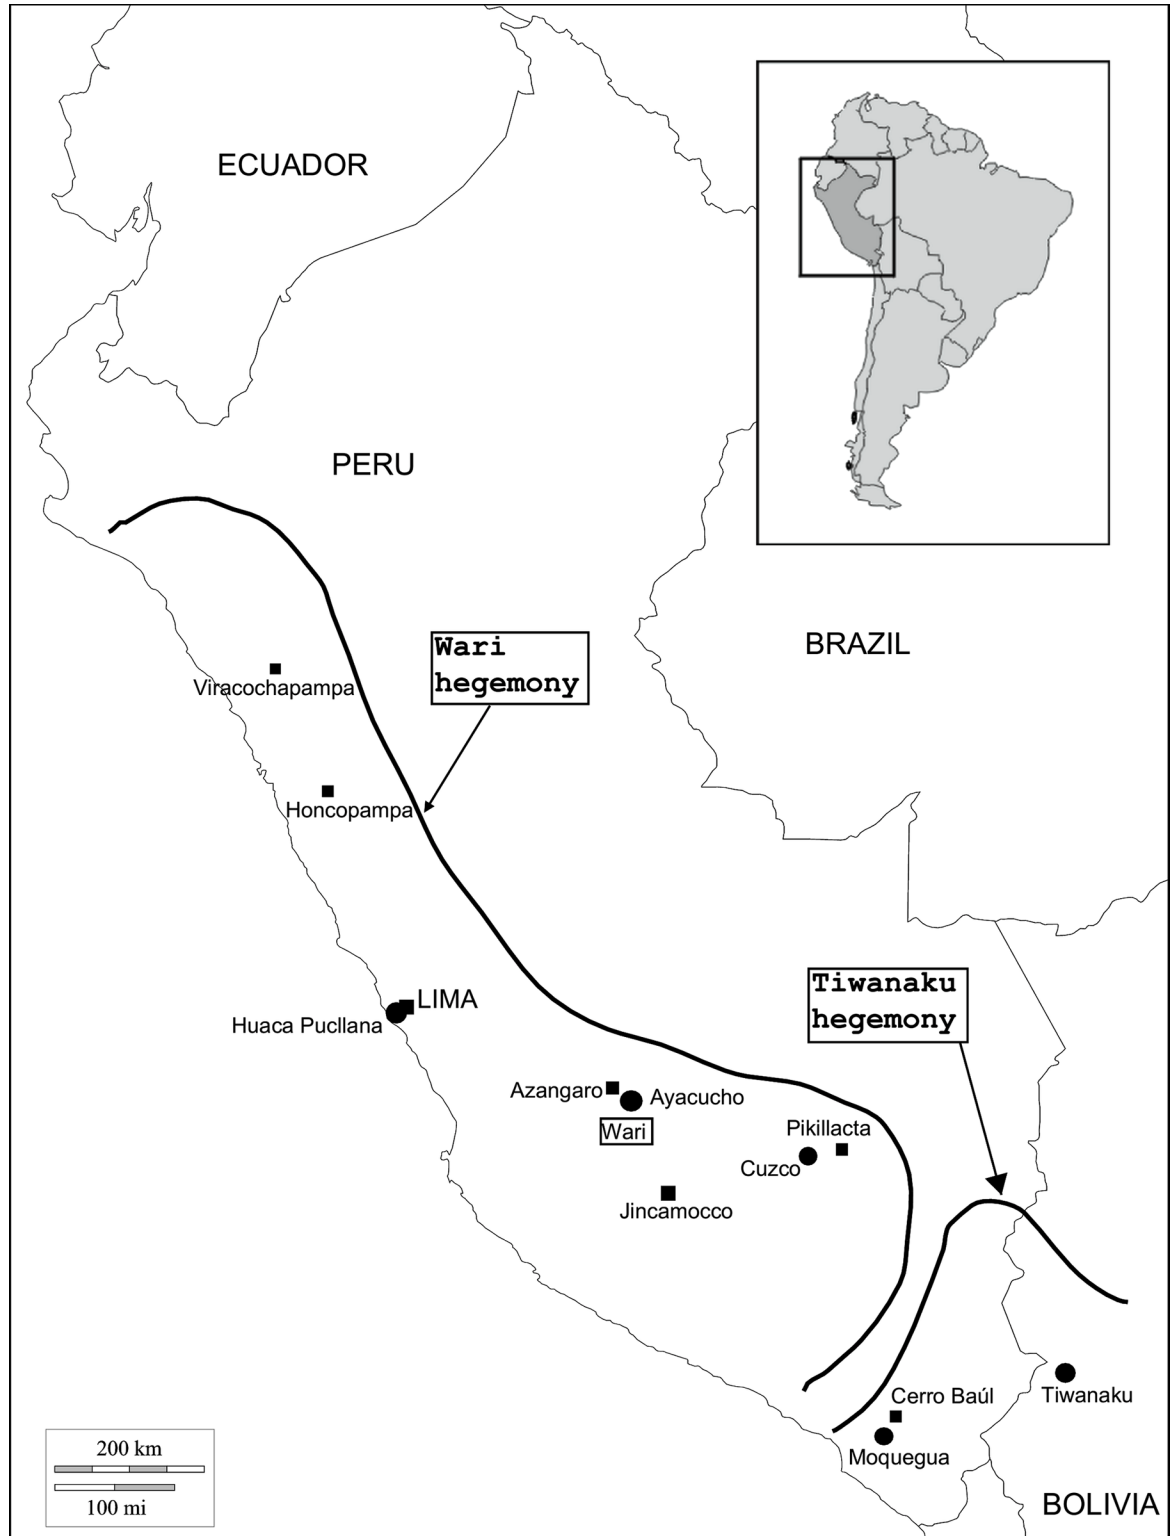 ECUADOR
PERU
BRAZIL
Wari
hegemony
Viracochapampa
Honcopampa
LIMA
Huaca Pucllana
Tiwanaku
hegemony
Azangaro
Ayacucho
Wari
Pikillacta
Cuzco
Jincamocco
Cerro Baúl
Tiwanaku
Moquegua
200 km
100 mi
BOLIVIA